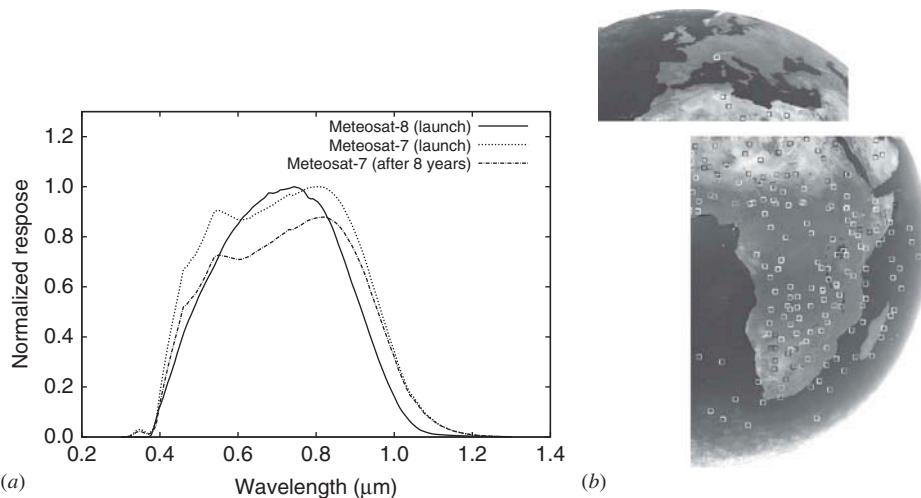 1.2
1.0
0.8
0.6
0.4
0.2
0.0
Normalized respose
Meteosat-8 (launch)
Meteosat-7 (launch)
Meteosat-7 (after 8 years)
0.2 0.4 0.6 0.8 1.0 1.2 1.4
Wavelength (μm)
(a)
(b)